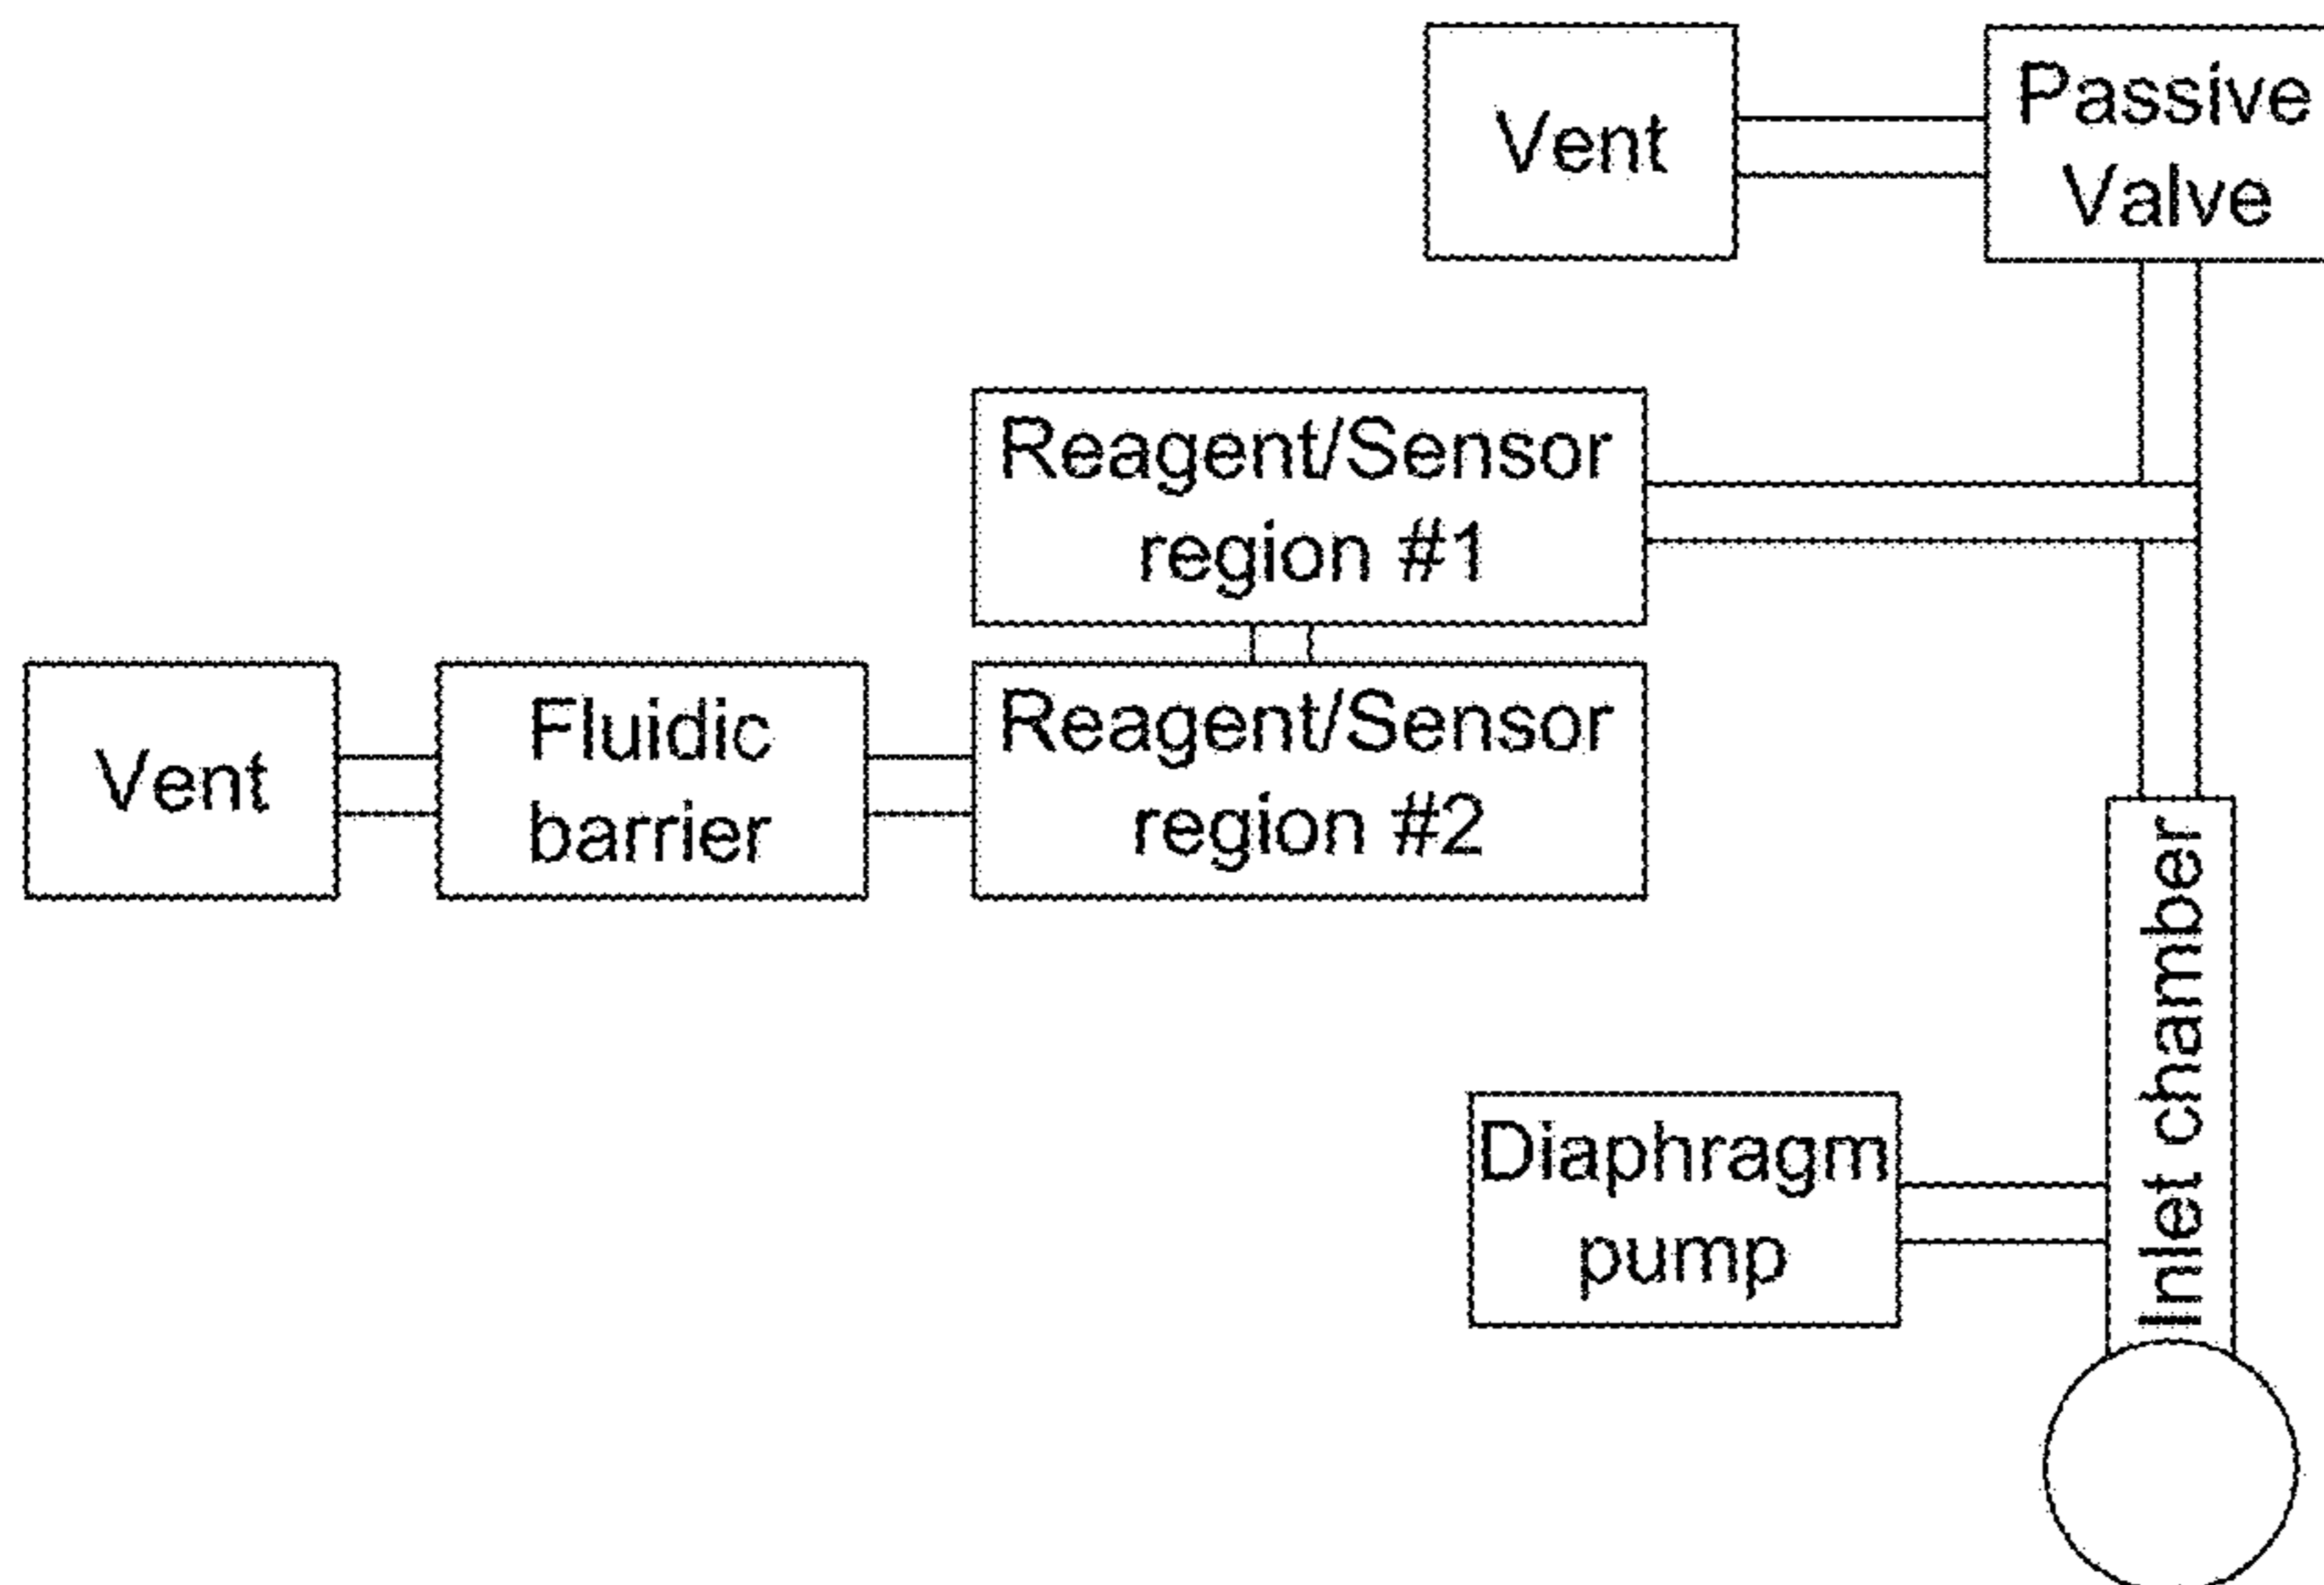 Vent
Passive
Valve
Reagent/Sensor
region #1
Vent
Fluidic
barrier
Reagent/Sensor
region #2
Inlet chamber
Diaphragm
pump